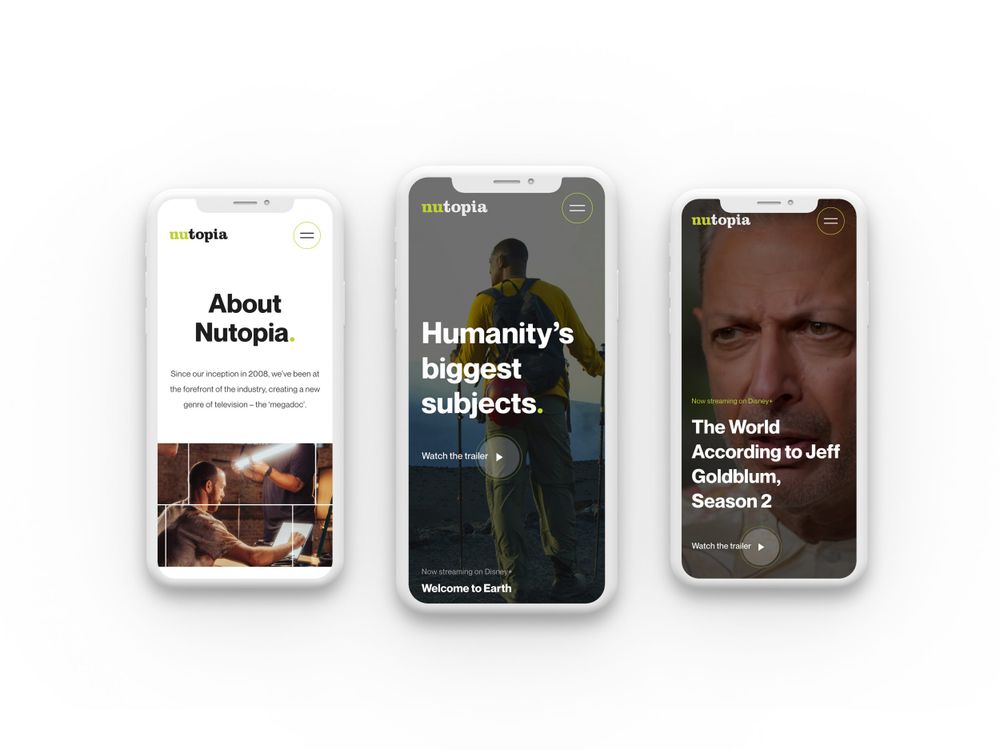 nutopia
About
Nutopia.
Since our inception in 2008, we've been at
the forefront of the industry, creating a new
genre of television – the 'megadoc'.
nutopia
Humanity's
biggest
subjects.
Watch the trailer
Now streaming on Disney+
Welcome to Earth
nutopia
Now streaming on Disney+
The World
According to Jeff
Goldblum,
Season 2
Watch the trailer